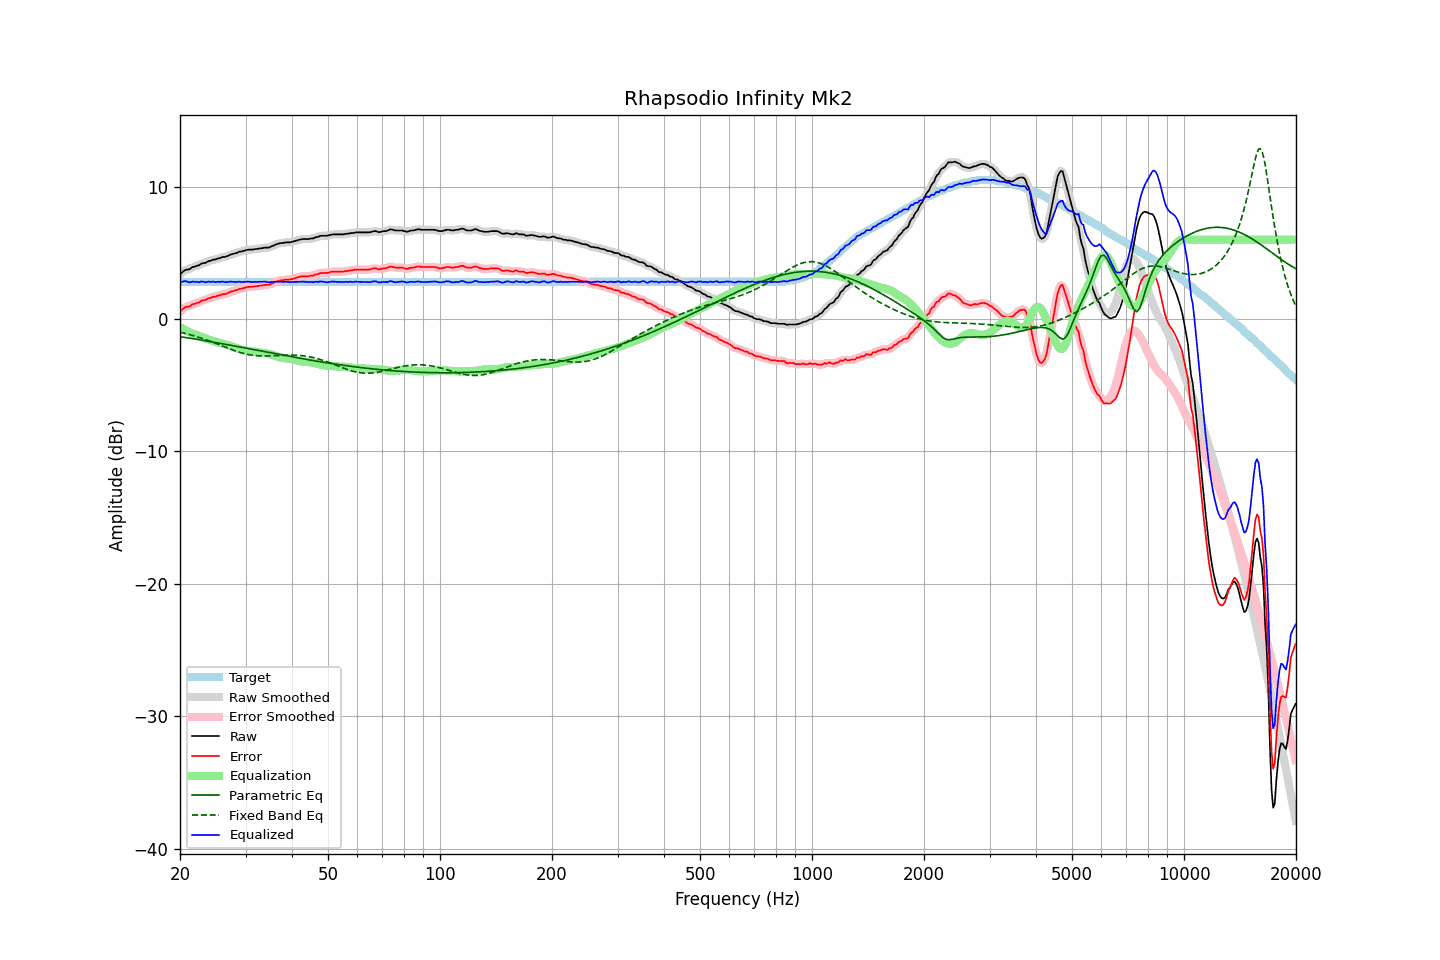 Rhapsodio Infinity Mk2
10
0
−10
−20
−30
−40
Amplitude (dBr)
Target
Raw Smoothed
Error Smoothed
Raw
Error
Equalization
Parametric Eq
Fixed Band Eq
Equalized
20
50
100
200
500
1000
2000
5000
10000
20000
Frequency (Hz)